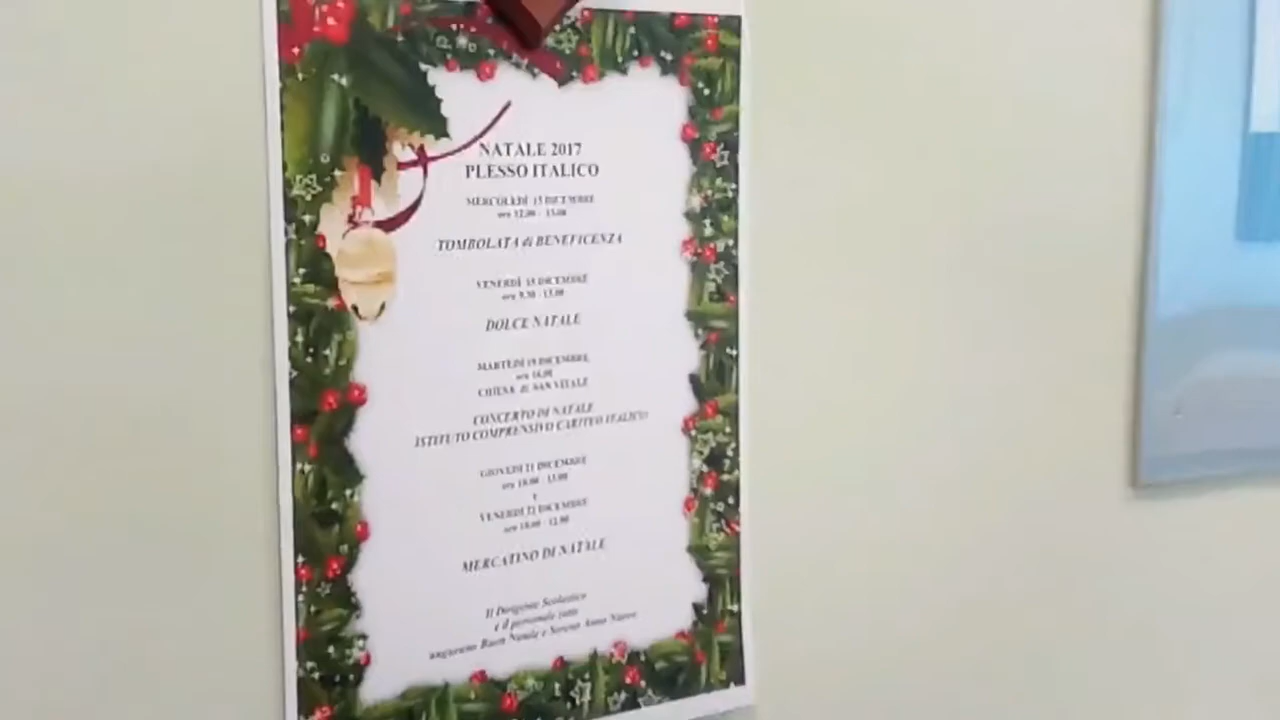 NATALE 2017
PLESSO ITALICO
MERCOLEDÌ 13 DICEMBRE
ore 12.00 - 13.00
TOMBOLATA di BENEFICENZA
VENERDÌ 15 DICEMBRE
ore 9.30 - 13.00
DOLCE NATALE
MARTEDÌ 19 DICEMBRE
ore 16.00
CHIESA di SAN VITALE
CONCERTO DI NATALE
ISTITUTO COMPRENSIVO CARITEO ITALICO
GIOVEDÌ 21 DICEMBRE
ore 10.00 - 13.00
VENERDÌ 22 DICEMBRE
ore 10.00 - 12.00
MERCATINO DI NATALE
Il Dirigente Scolastico
e il personale tutto
augurano Buon Natale e Sereno Anno Nuovo